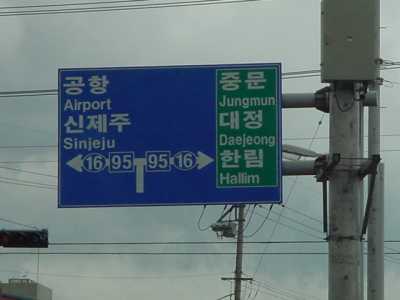 공항
Airport
신제주
Sinjeju
16 95 95 16
중문
Jungmun
대정
Daejeong
한림
Hallim